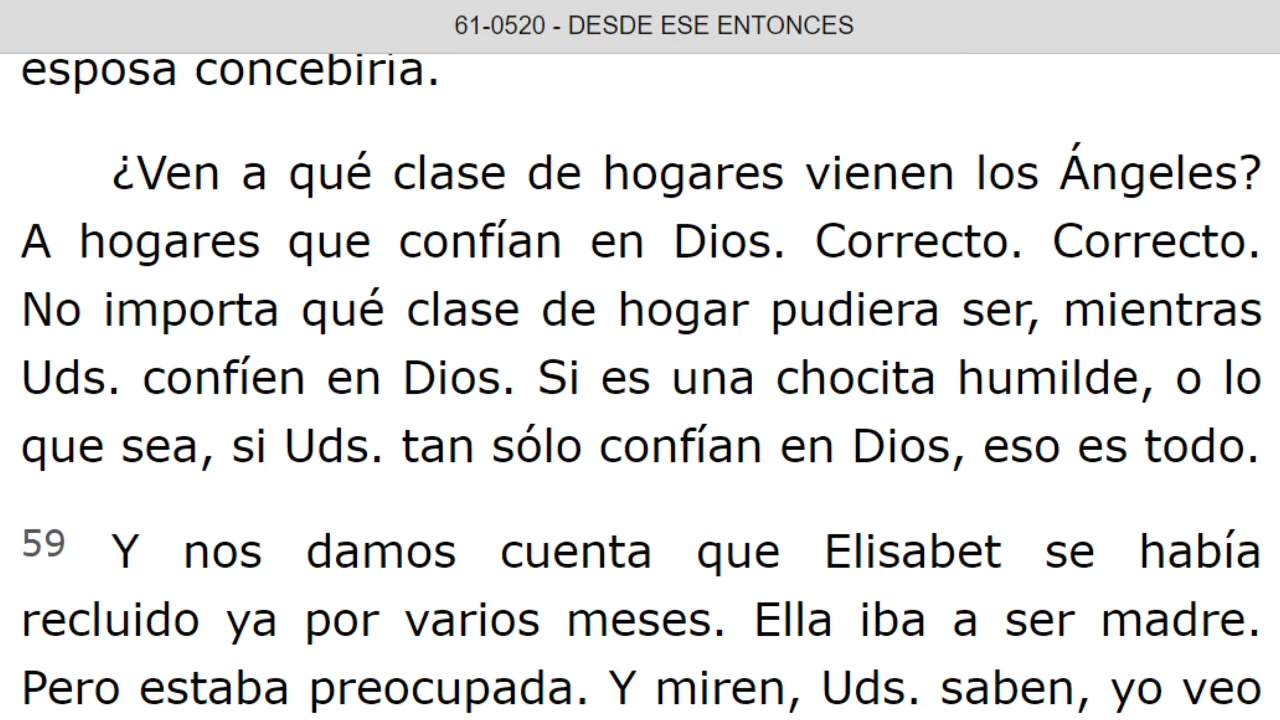 61-0520 - DESDE ESE ENTONCES
esposa concebiría.
¿Ven a qué clase de hogares vienen los Ángeles?
A hogares que confían en Dios. Correcto. Correcto.
No importa qué clase de hogar pudiera ser, mientras
Uds. confíen en Dios. Si es una chocita humilde, o lo
que sea, si Uds. tan sólo confían en Dios, eso es todo.
59 Y nos damos cuenta que Elisabet se había
recluido ya por varios meses. Ella iba a ser madre.
Pero estaba preocupada. Y miren, Uds. saben, yo veo